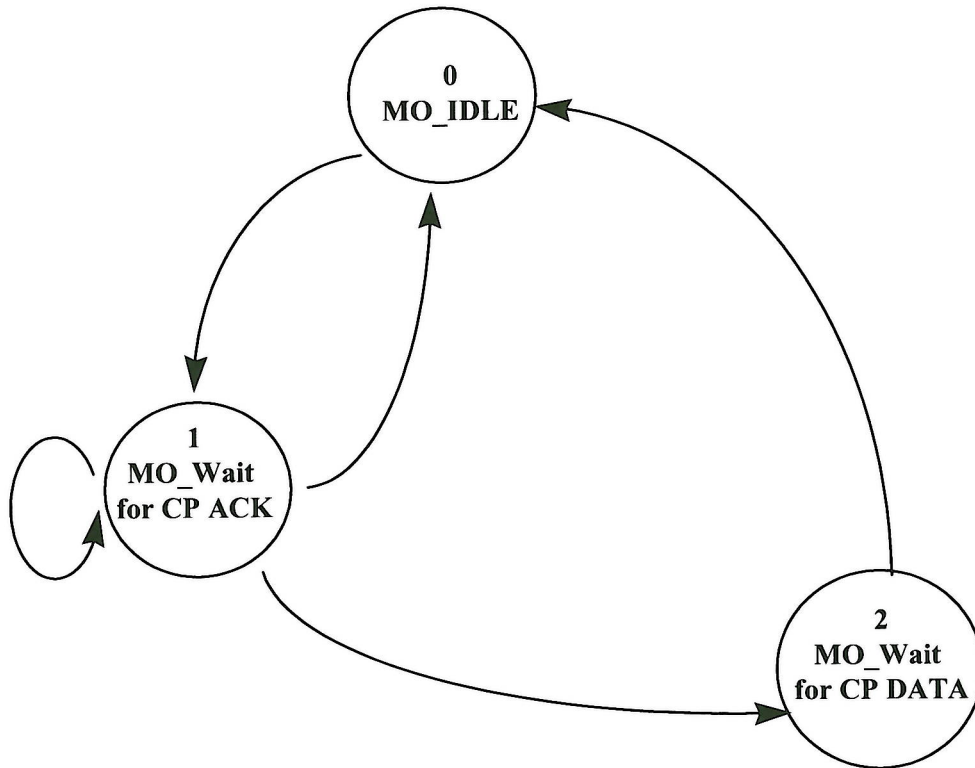 0
MO_IDLE
1
MO_Wait
for CP ACK
2
MO_Wait
for CP DATA